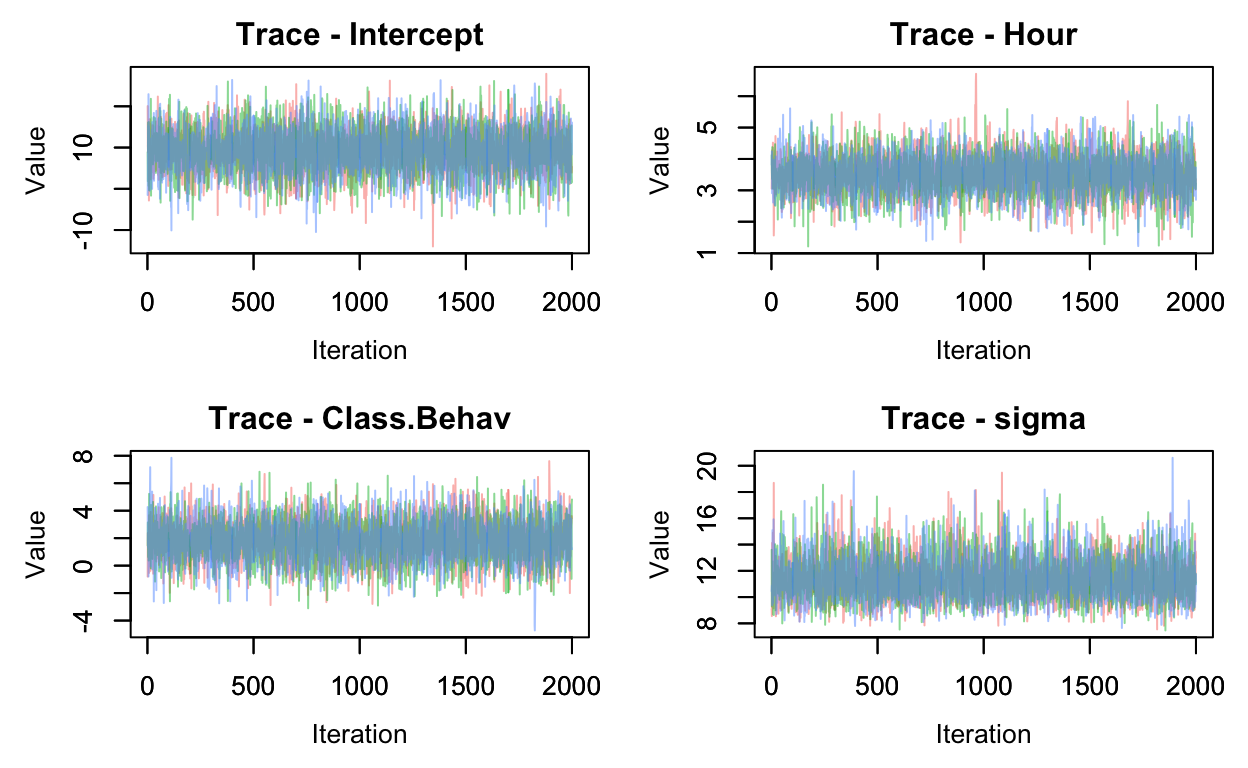 Trace - Intercept
Value
10
-10
0 500 1000 1500 2000
Iteration
Trace - Hour
Value
5
3
1
0 500 1000 1500 2000
Iteration
Trace - Class.Behav
Value
8
4
0
-4
0 500 1000 1500 2000
Iteration
Trace - sigma
Value
20
16
12
8
0 500 1000 1500 2000
Iteration